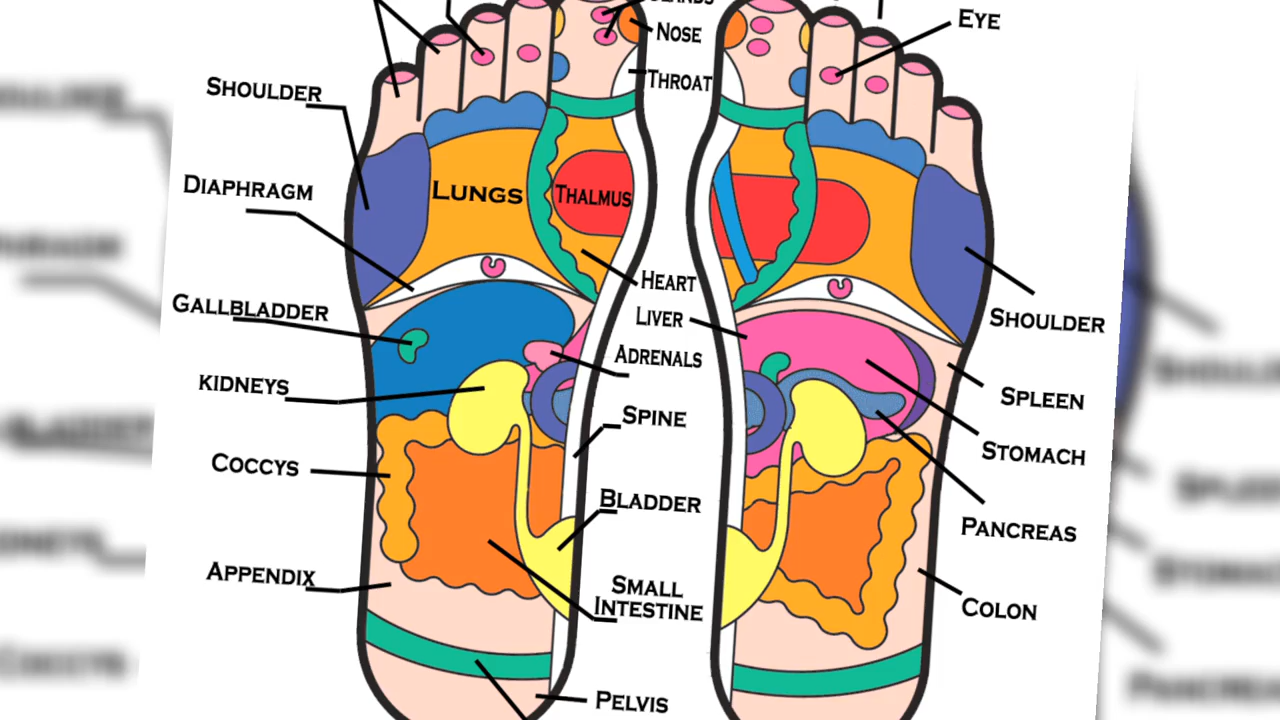 EYE
NOSE
THROAT
SHOULDER
DIAPHRAGM
LUNGS
THALMUS
HEART
GALLBLADDER
LIVER
SHOULDER
ADRENALS
KIDNEYS
SPLEEN
SPINE
STOMACH
COCCYS
BLADDER
PANCREAS
APPENDIX
SMALL
INTESTINE
COLON
PELVIS